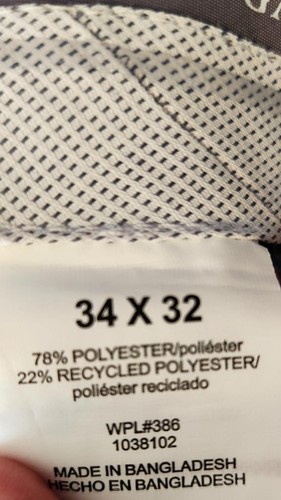 34 X 32
78% POLYESTER/poliéster
22% RECYCLED POLYESTER/
poliéster reciclado
WPL#386
1038102
MADE IN BANGLADESH
HECHO EN BANGLADESH